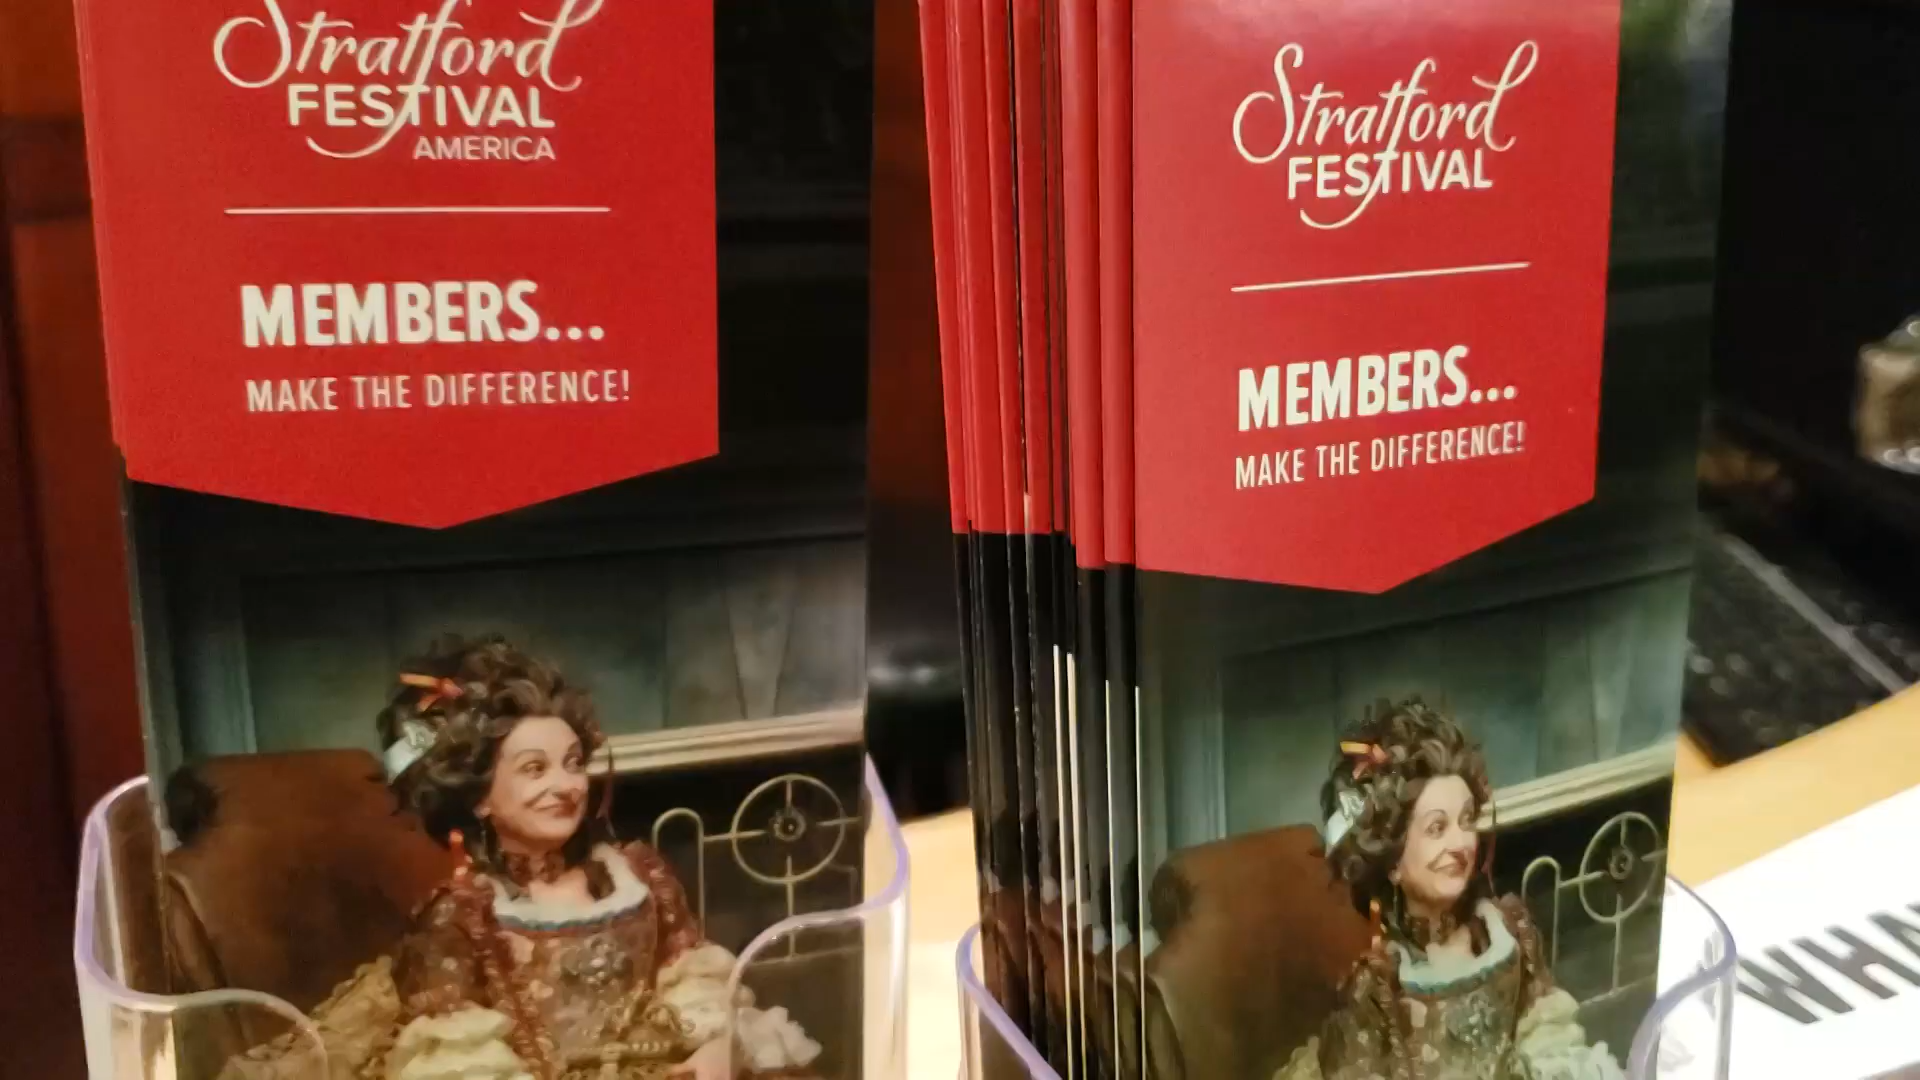 Stratford
FESTIVAL
AMERICA
MEMBERS...
MAKE THE DIFFERENCE!
Stratford
FESTIVAL
MEMBERS...
MAKE THE DIFFERENCE!